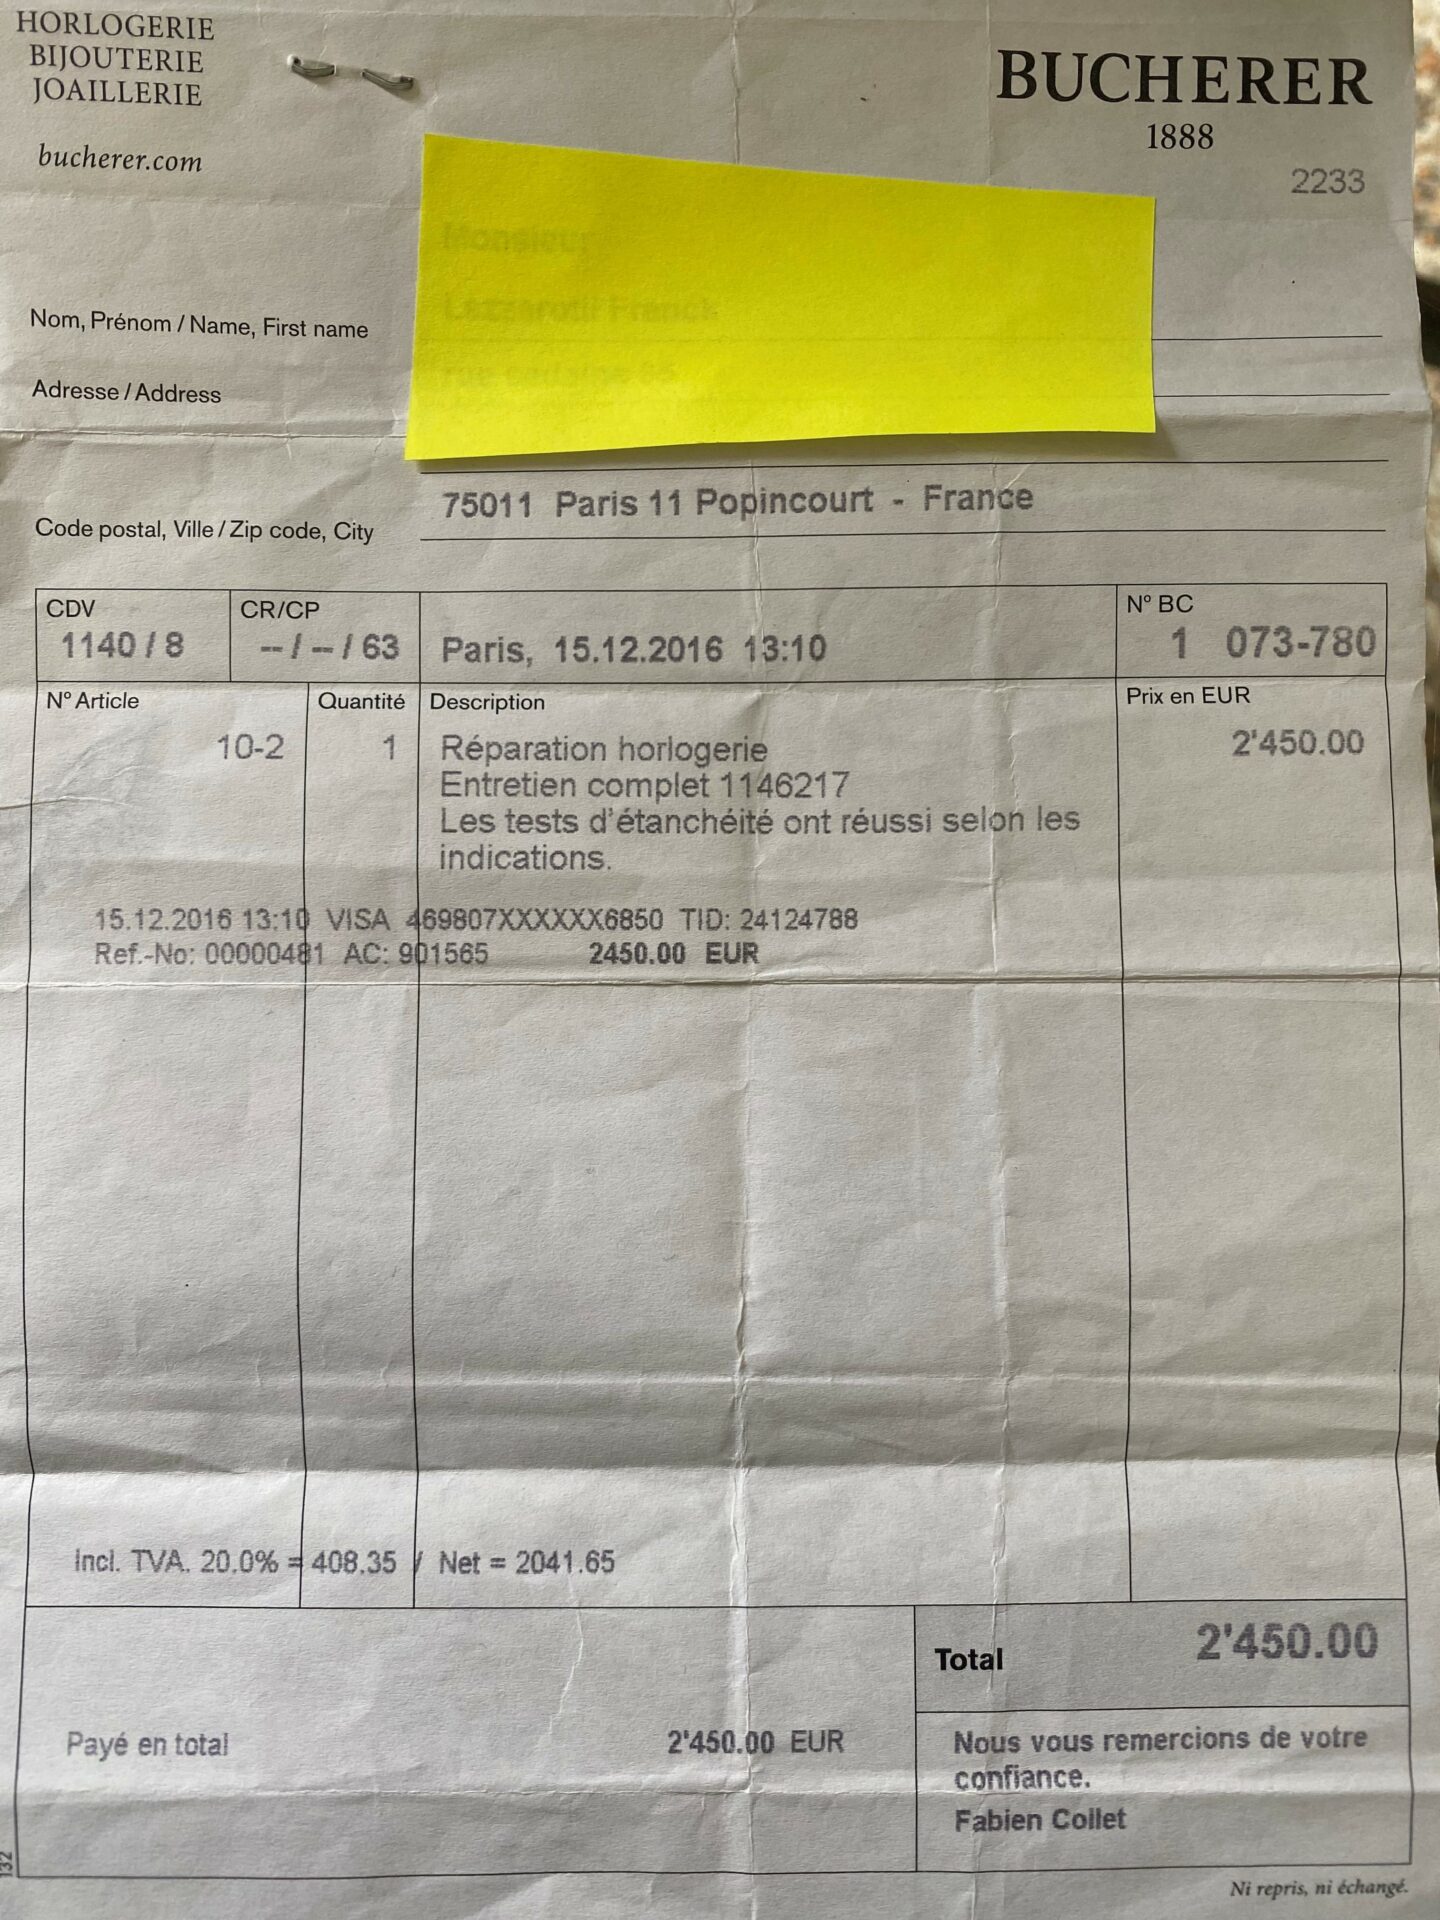 HORLOGERIE
BIJOUTERIE
JOAILLERIE
bucherer.com
BUCHERER
1888
2233
Monsieur
Nom, Prénom / Name, First name
Adresse / Address
Code postal, Ville / Zip code, City
75011 Paris 11 Popincourt - France
CDV
1140 / 8
CR/CP
-- / -- / 63
Paris, 15.12.2016 13:10
N° BC
1 073-780
N° Article
Quantité
Description
Prix en EUR
10-2
1
Réparation horlogerie
2'450.00
Entretien complet 1146217
Les tests d'étanchéité ont réussi selon les
indications.
15.12.2016 13:10 VISA 469807XXXXXX6850 TID: 24124788
Ref.-No: 00000481 AC: 901565 2450.00 EUR
Incl. TVA. 20.0% = 408.35 / Net = 2041.65
Total
2'450.00
Payé en total
2'450.00 EUR
Nous vous remercions de votre
confiance.
Fabien Collet
132
Ni repris, ni échangé.